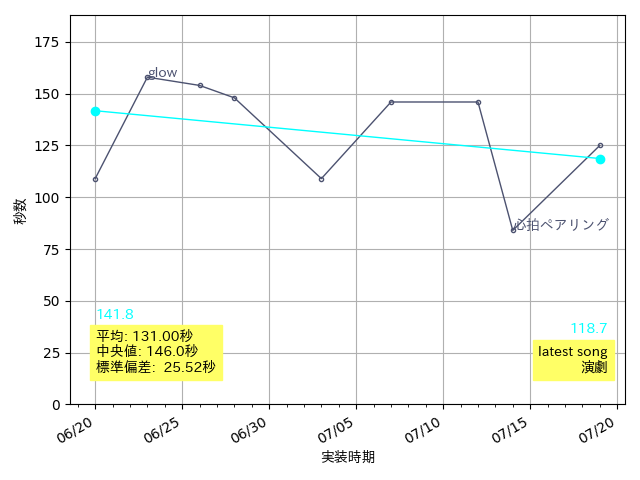 175
150
125
100
75
50
25
0
秒数
glow
心拍ペアリング
141.8
118.7
平均: 131.00秒
中央値: 146.0秒
標準偏差: 25.52秒
latest song
演劇
06/20
06/25
06/30
07/05
07/10
07/15
07/20
実装時期